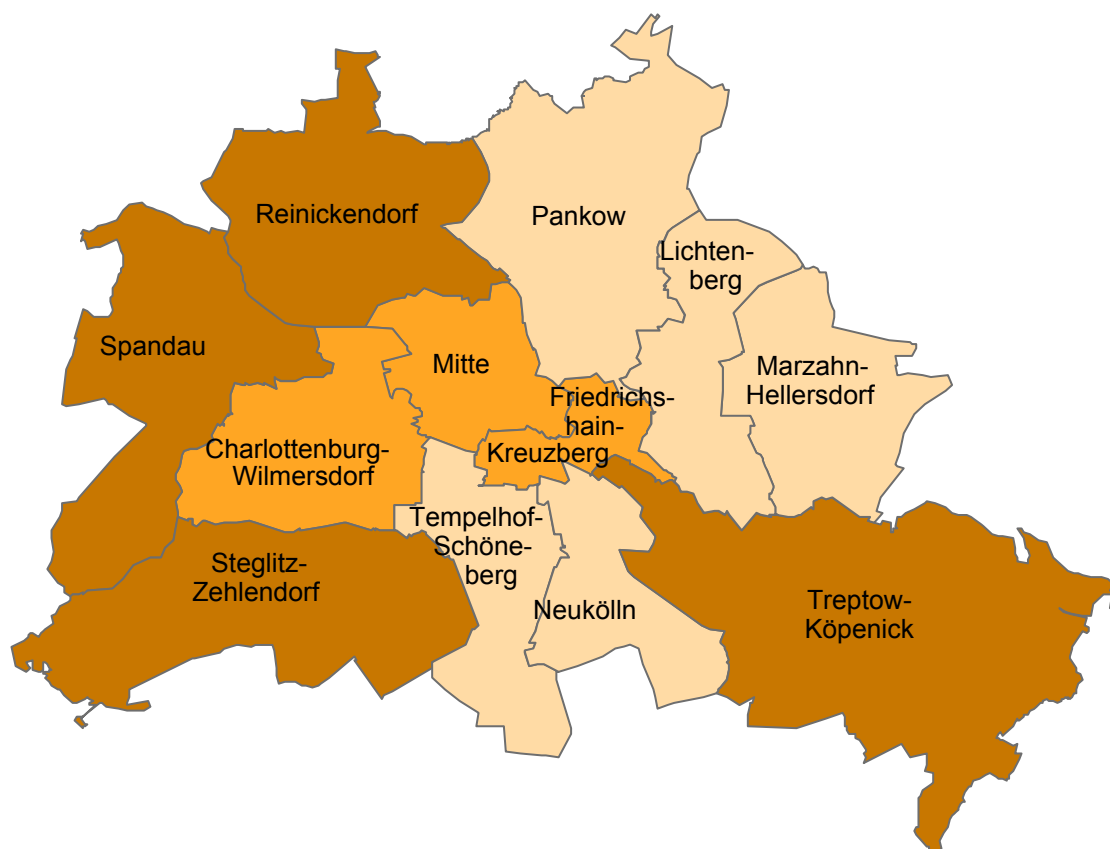 Reinickendorf
Pankow
Lichten-
berg
Spandau
Mitte
Marzahn-
Hellersdorf
Friedrichs-
hain-
Kreuzberg
Charlottenburg-
Wilmersdorf
Tempelhof-
Schöne-
berg
Steglitz-
Zehlendorf
Neukölln
Treptow-
Köpenick